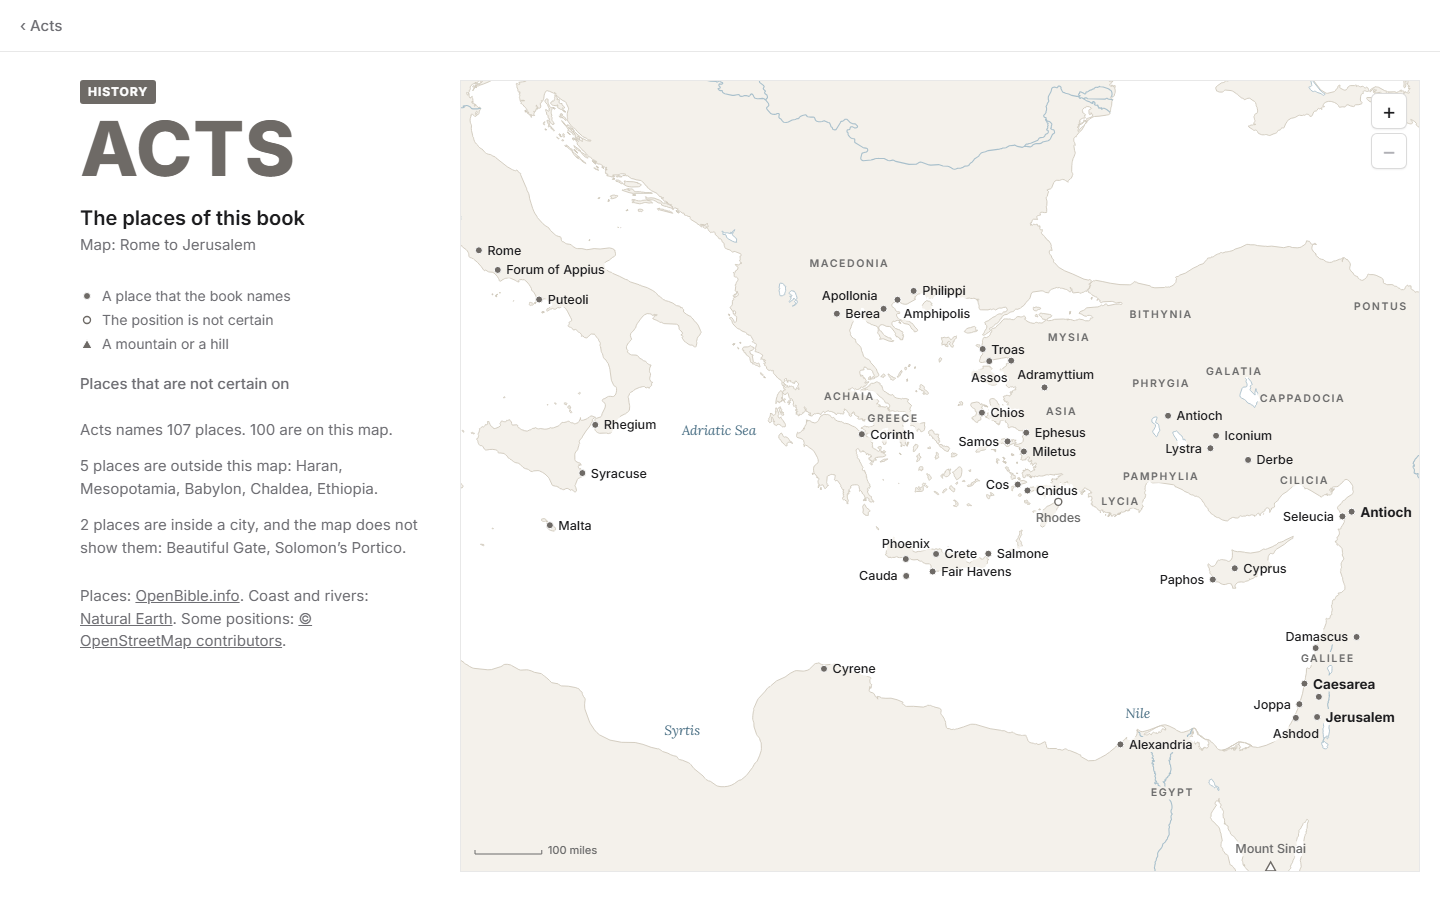 ‹ Acts
HISTORY
ACTS
The places of this book
Map: Rome to Jerusalem
A place that the book names
The position is not certain
A mountain or a hill
Places that are not certain on
Acts names 107 places. 100 are on this map.
5 places are outside this map: Haran,
Mesopotamia, Babylon, Chaldea, Ethiopia.
2 places are inside a city, and the map does not
show them: Beautiful Gate, Solomon’s Portico.
Places: OpenBible.info. Coast and rivers:
Natural Earth. Some positions: ©
OpenStreetMap contributors.
+
−
Rome
Forum of Appius
Puteoli
MACEDONIA
Apollonia
Philippi
Berea
Amphipolis
BITHYNIA
PONTUS
MYSIA
Troas
Assos
Adramyttium
PHRYGIA
GALATIA
CAPPADOCIA
ACHAIA
GREECE
Corinth
Chios
ASIA
Antioch
Rhegium
Adriatic Sea
Samos
Ephesus
Miletus
Iconium
Lystra
Derbe
Syracuse
Cos
Cnidus
PAMPHYLIA
CILICIA
LYCIA
Rhodes
Seleucia
Antioch
Malta
Phoenix
Crete
Salmone
Cauda
Fair Havens
Cyprus
Paphos
Damascus
GALILEE
Cyrene
Caesarea
Joppa
Jerusalem
Ashdod
Syrtis
Nile
Alexandria
EGYPT
Mount Sinai
100 miles